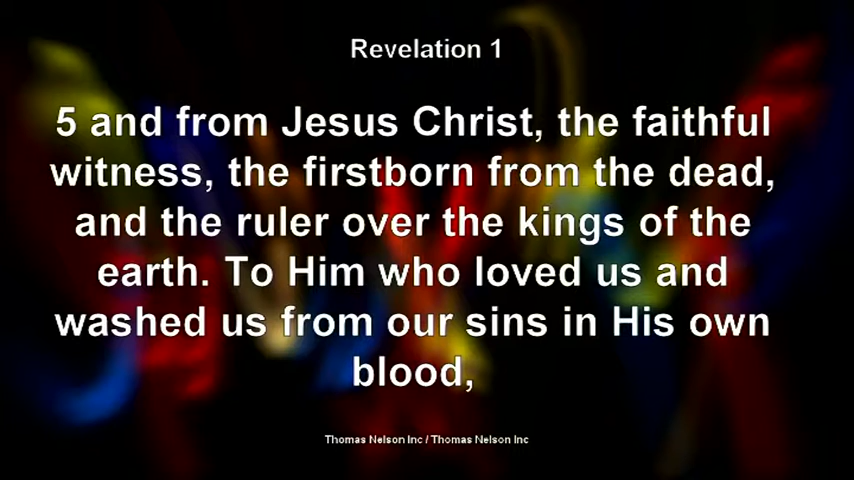 Revelation 1
5 and from Jesus Christ, the faithful
witness, the firstborn from the dead,
and the ruler over the kings of the
earth. To Him who loved us and
washed us from our sins in His own
blood,
Thomas Nelson Inc / Thomas Nelson Inc